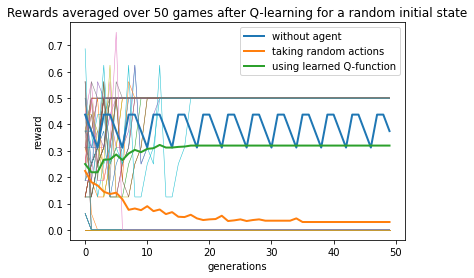 Rewards averaged over 50 games after Q-learning for a random initial state
without agent
taking random actions
using learned Q-function
reward
0.7
0.6
0.5
0.4
0.3
0.2
0.1
0.0
0
10
20
30
40
50
generations